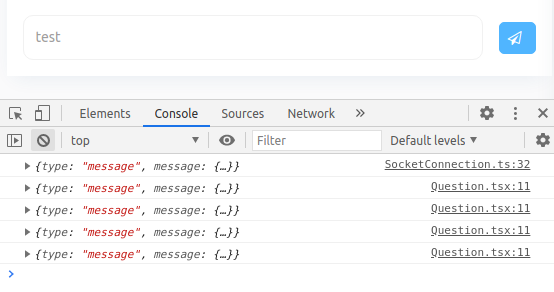 test
Elements Console Sources Network »
top Filter Default levels
{type: "message", message: {…}} SocketConnection.ts:32
{type: "message", message: {…}} Question.tsx:11
{type: "message", message: {…}} Question.tsx:11
{type: "message", message: {…}} Question.tsx:11
{type: "message", message: {…}} Question.tsx:11